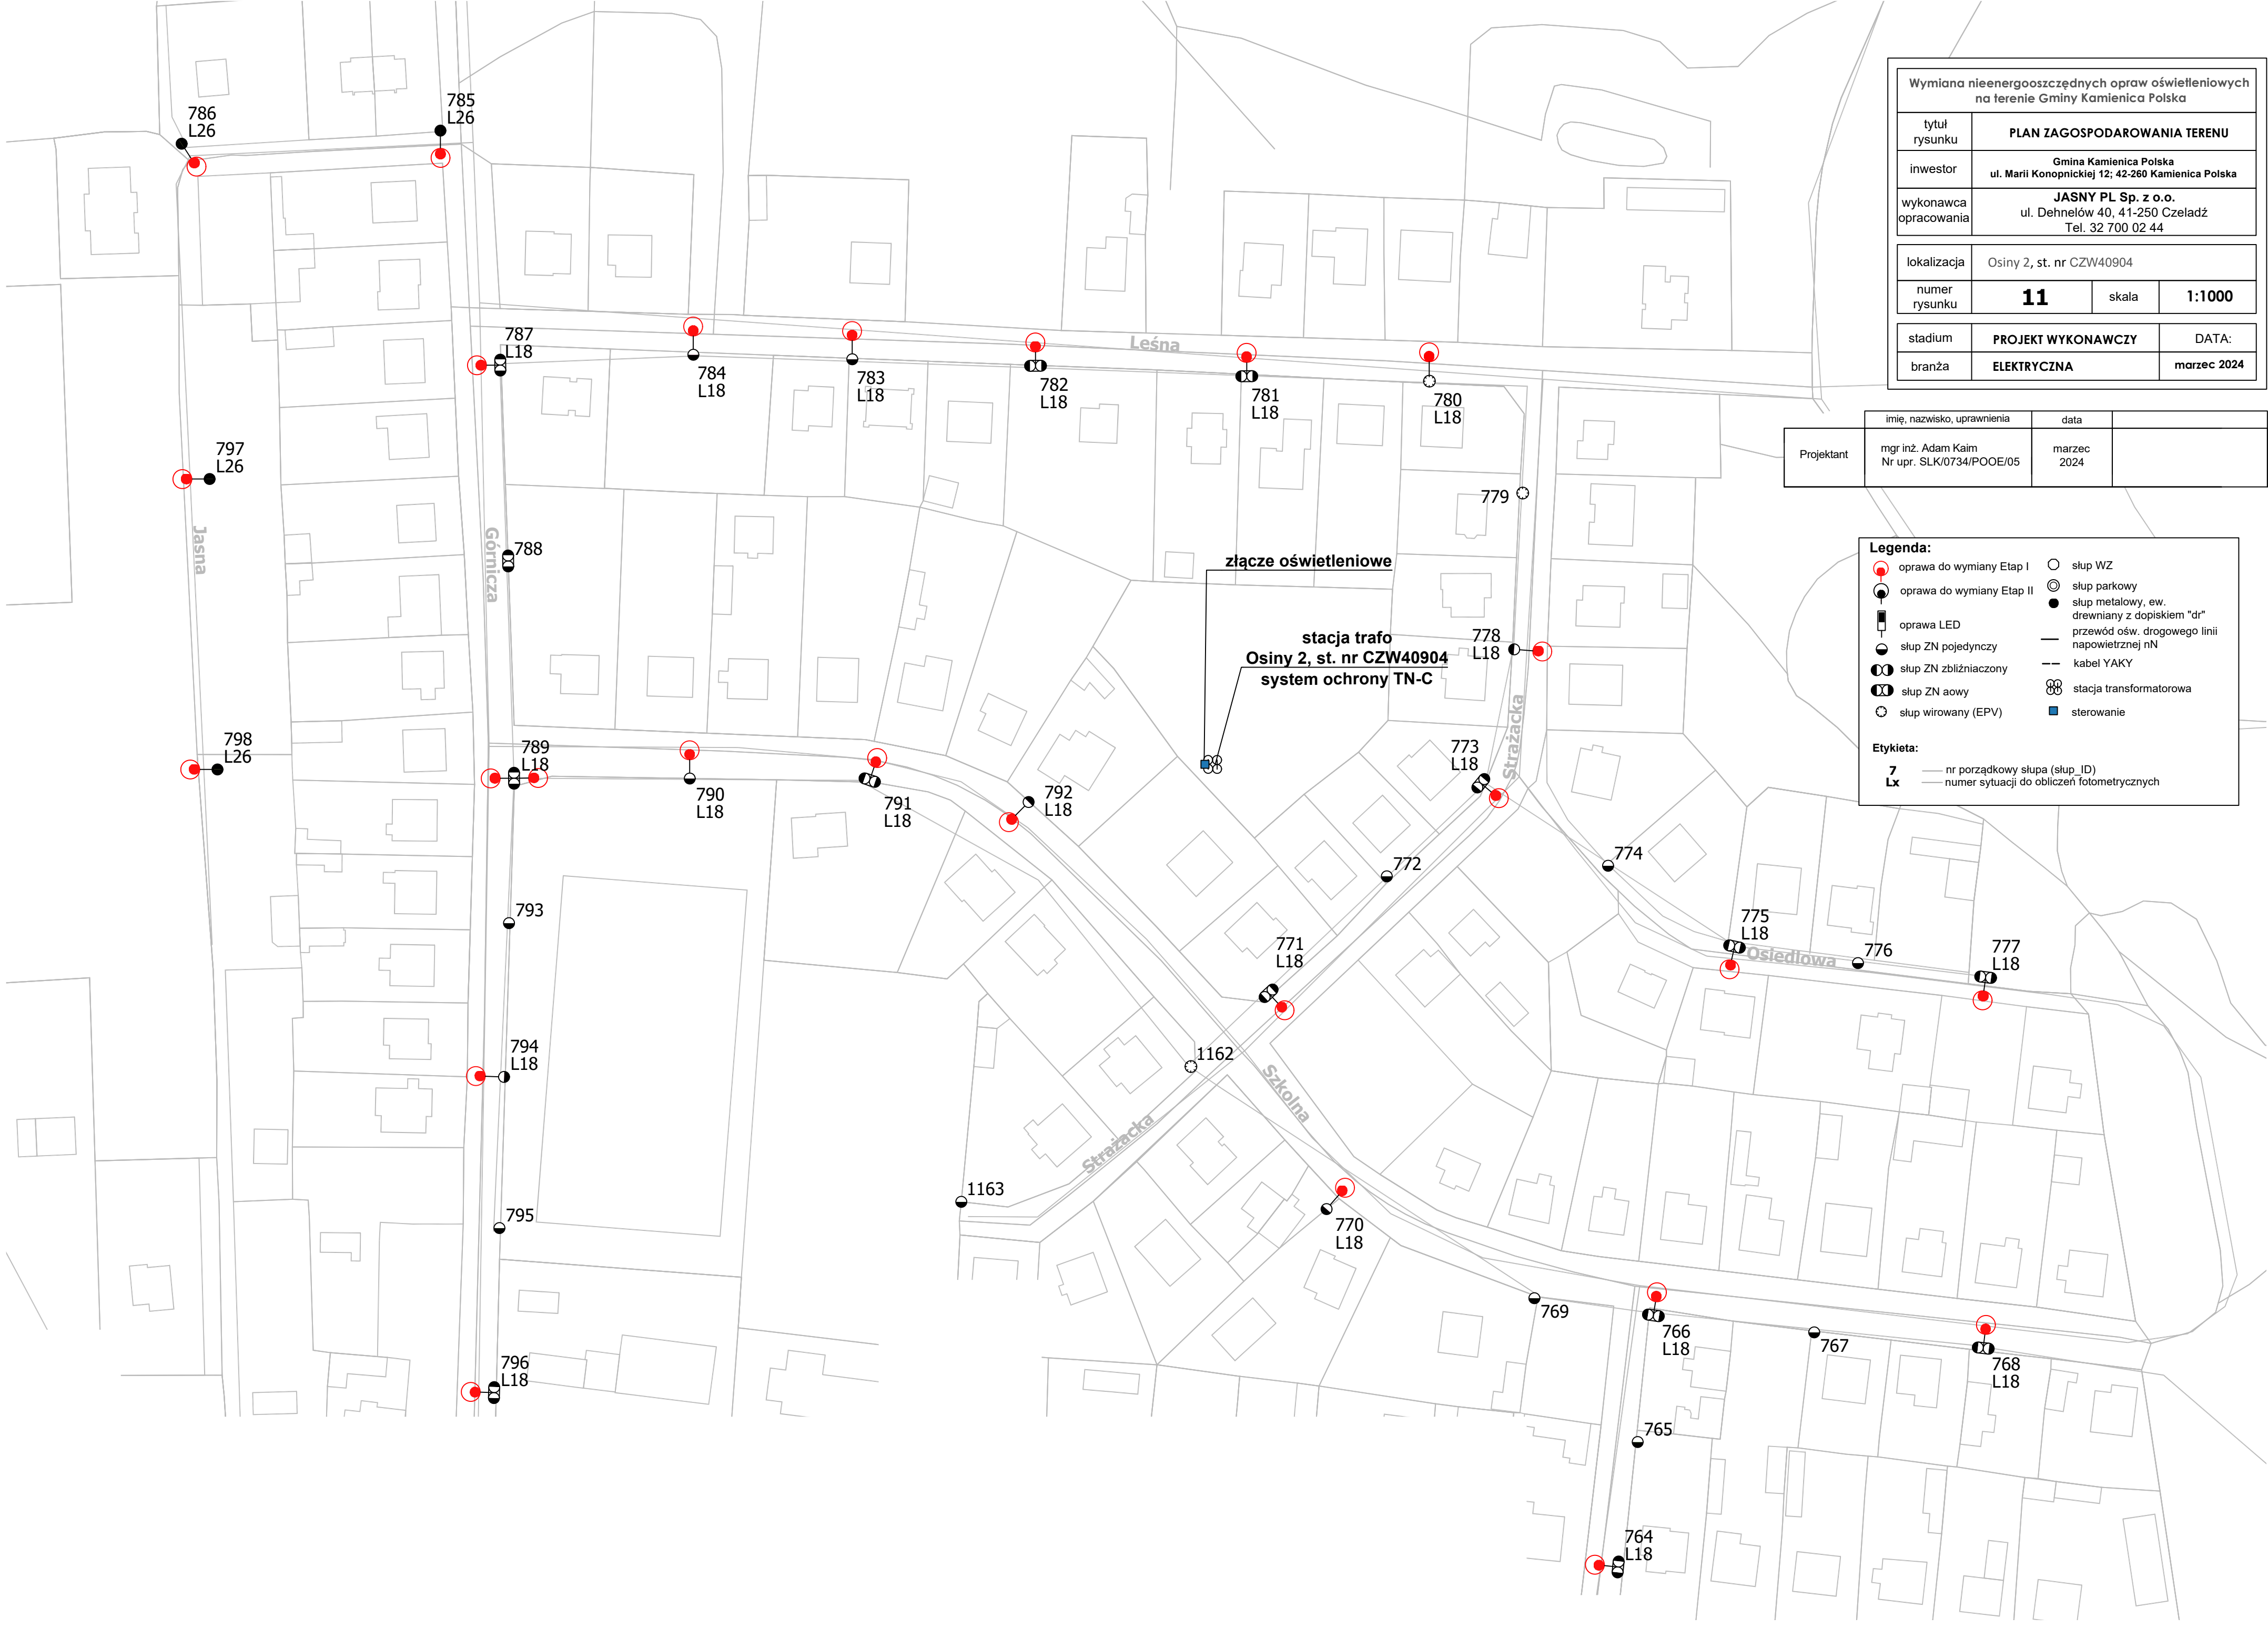 Wymiana nieenergooszczędnych opraw oświetleniowych
na terenie Gminy Kamienica Polska
tytuł
rysunku
PLAN ZAGOSPODAROWANIA TERENU
inwestor
Gmina Kamienica Polska
ul. Marii Konopnickiej 12; 42-260 Kamienica Polska
wykonawca
opracowania
JASNY PL Sp. z o.o.
ul. Dehnelów 40, 41-250 Czeladź
Tel. 32 700 02 44
lokalizacja
Osiny 2, st. nr CZW40904
numer
rysunku
11
skala
1:1000
stadium
PROJEKT WYKONAWCZY
DATA:
branża
ELEKTRYCZNA
marzec 2024
imię, nazwisko, uprawnienia
data
Projektant
mgr inż. Adam Kaim
Nr upr. SLK/0734/POOE/05
marzec
2024
Legenda:
oprawa do wymiany Etap I
oprawa do wymiany Etap II
oprawa LED
słup ZN pojedynczy
słup ZN zbliźniaczony
słup ZN aowy
słup wirowany (EPV)
słup WZ
słup parkowy
słup metalowy, ew.
drewniany z dopiskiem "dr"
przewód ośw. drogowego linii
napowietrznej nN
kabel YAKY
stacja transformatorowa
sterowanie
Etykieta:
7
Lx
nr porządkowy słupa (słup_ID)
numer sytuacji do obliczeń fotometrycznych
786
L26
785
L26
787
L18
784
L18
783
L18
782
L18
Leśna
781
L18
780
L18
797
L26
779
Jasna
Górnicza
788
złącze oświetleniowe
stacja trafo
Osiny 2, st. nr CZW40904
system ochrony TN-C
778
L18
Strażacka
798
L26
789
L18
790
L18
791
L18
792
L18
773
L18
772
774
793
771
L18
775
L18
Osiedlowa
776
777
L18
794
L18
1162
Szkolna
Strażacka
1163
795
770
L18
769
766
L18
767
768
L18
796
L18
765
764
L18